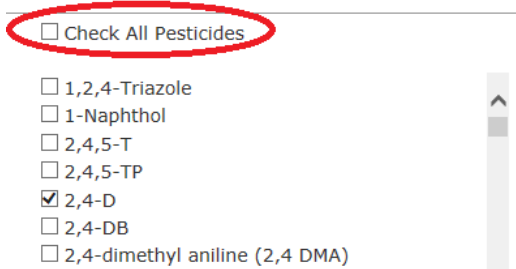 Check All Pesticides
1,2,4-Triazole
1-Naphthol
2,4,5-T
2,4,5-TP
2,4-D
2,4-DB
2,4-dimethyl aniline (2,4 DMA)